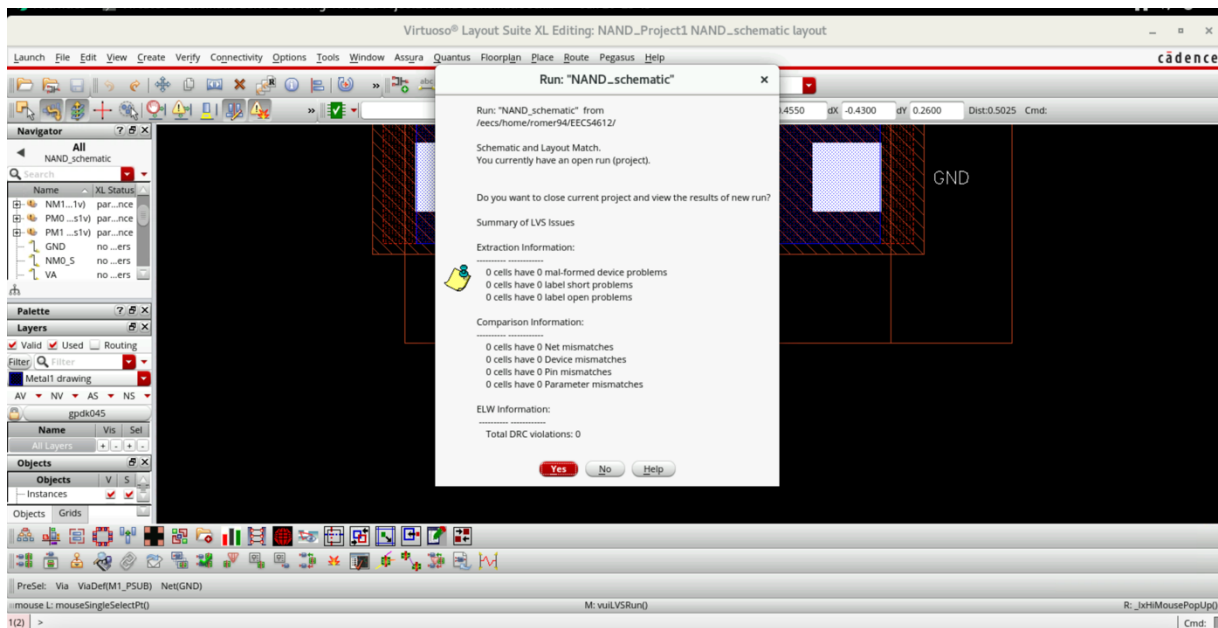 Virtuoso® Layout Suite XL Editing: NAND_Project1 NAND_schematic layout
Launch File Edit View Create Verify Connectivity Options Tools Window Assura Quantus Floorplan Place Route Pegasus Help
cādence
.4550 dX -0.4300 dY 0.2600 Dist:0.5025 Cmd:
Navigator
All
NAND_schematic
Search
Name XL Status
NM1...1v) par...nce
PM0 ...s1v) par...nce
PM1 ...s1v) par...nce
GND no ...ers
NM0_S no ...ers
VA no ...ers
Palette
Layers
Valid Used Routing
Filter Filter
Metal1 drawing
AV NV AS NS
gpdk045
Name Vis Sel
All Layers
Objects
Objects V S
Instances
Objects Grids
GND
Run: "NAND_schematic"
Run: "NAND_schematic" from
/eecs/home/romer94/EECS4612/
Schematic and Layout Match.
You currently have an open run (project).
Do you want to close current project and view the results of new run?
Summary of LVS Issues
Extraction Information:
---------- ------------
0 cells have 0 mal-formed device problems
0 cells have 0 label short problems
0 cells have 0 label open problems
Comparison Information:
---------- ------------
0 cells have 0 Net mismatches
0 cells have 0 Device mismatches
0 cells have 0 Pin mismatches
0 cells have 0 Parameter mismatches
ELW Information:
---------- ------------
Total DRC violations: 0
Yes No Help
PreSel: Via ViaDef(M1_PSUB) Net(GND)
mouse L: mouseSingleSelectPt() M: vuiLVSRun() R: _lxHiMousePopUp()
1(2) > Cmd: